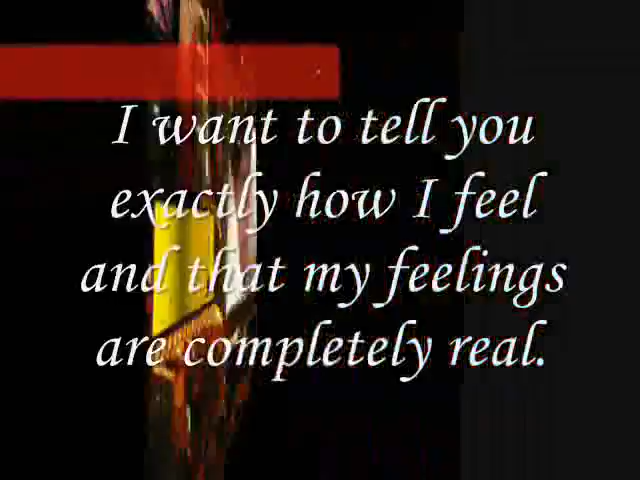 I want to tell you
exactly how I feel
and that my feelings
are completely real.